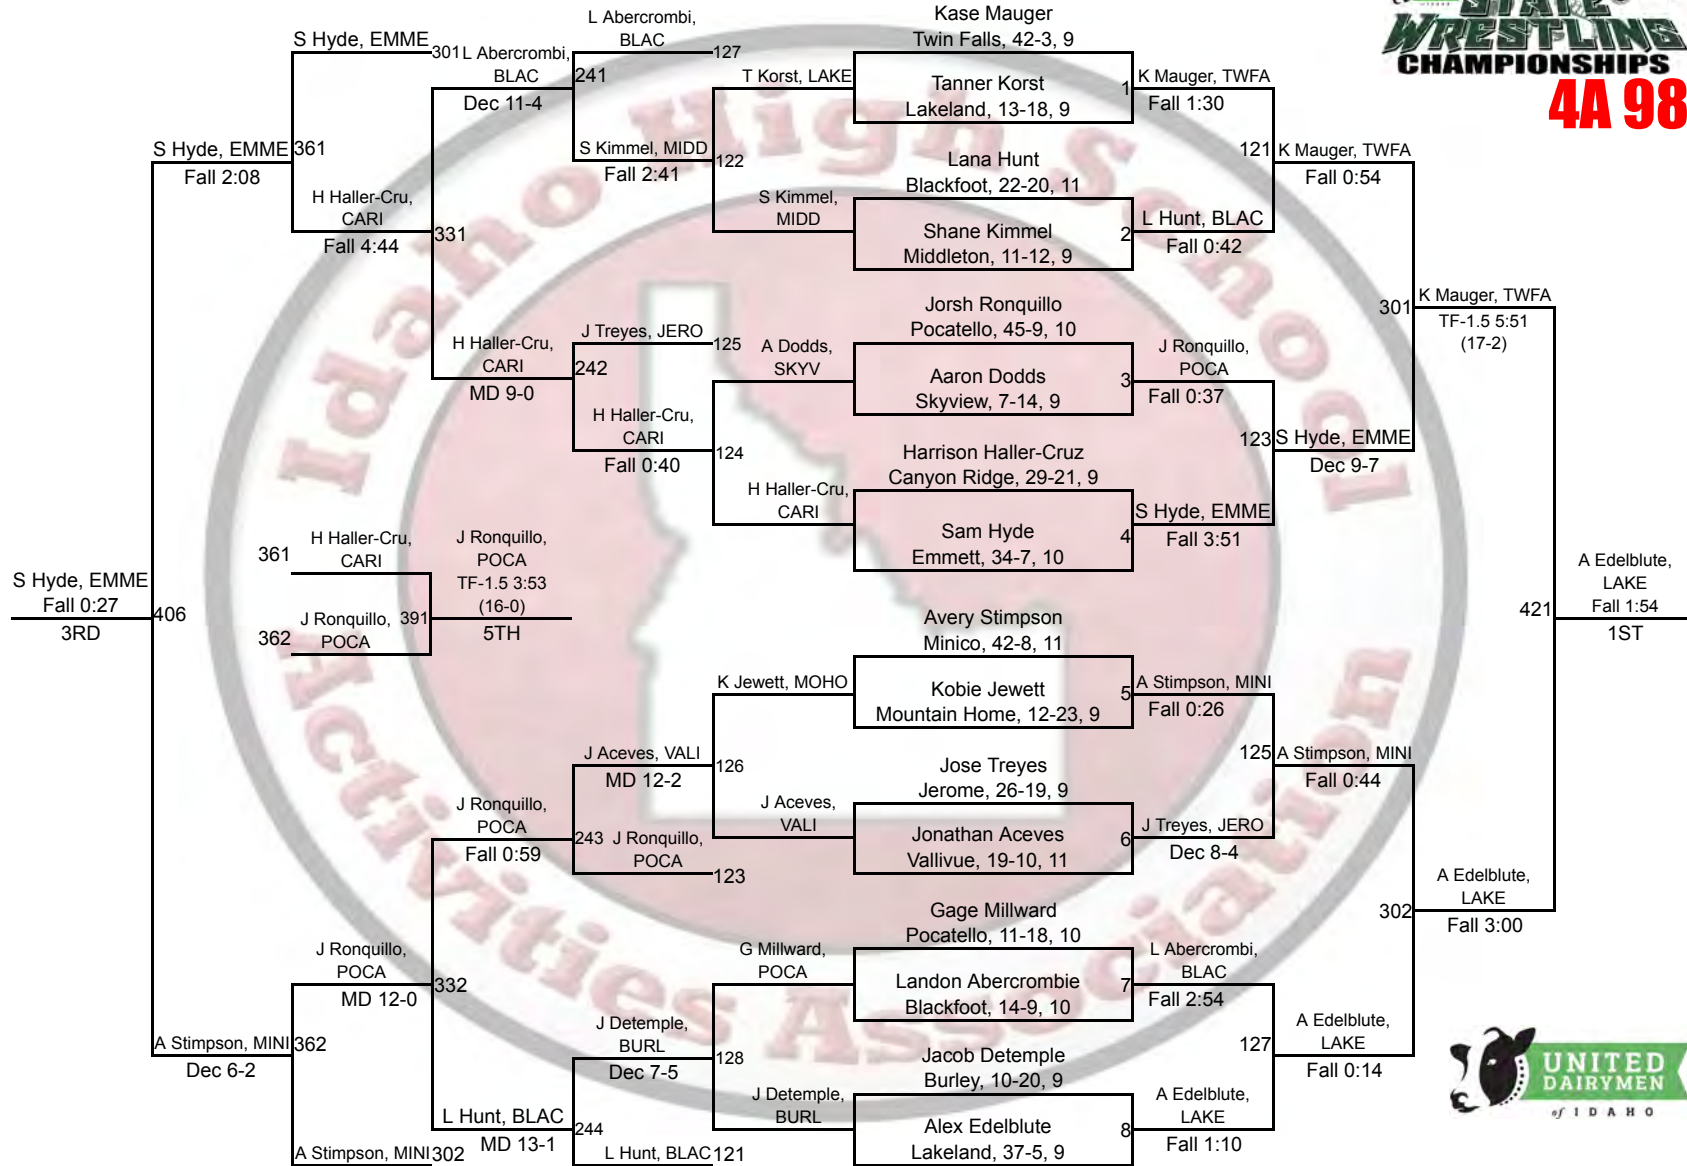 STATE
WRESTLING
CHAMPIONSHIPS
4A 98
Idaho High School
Activities Association
S Hyde, EMME
301
L Abercrombi,
BLAC
Dec 11-4
241
L Abercrombi,
BLAC
127
S Kimmel, MIDD
Fall 2:41
122
T Korst, LAKE
S Kimmel,
MIDD
Kase Mauger
Twin Falls, 42-3, 9
Tanner Korst
Lakeland, 13-18, 9
1
K Mauger, TWFA
Fall 1:30
Lana Hunt
Blackfoot, 22-20, 11
Shane Kimmel
Middleton, 11-12, 9
2
L Hunt, BLAC
Fall 0:42
121
K Mauger, TWFA
Fall 0:54
S Hyde, EMME
Fall 2:08
361
H Haller-Cru,
CARI
Fall 4:44
331
H Haller-Cru,
CARI
MD 9-0
242
J Treyes, JERO
125
H Haller-Cru,
CARI
Fall 0:40
124
A Dodds,
SKYV
H Haller-Cru,
CARI
Jorsh Ronquillo
Pocatello, 45-9, 10
Aaron Dodds
Skyview, 7-14, 9
3
J Ronquillo,
POCA
Fall 0:37
Harrison Haller-Cruz
Canyon Ridge, 29-21, 9
Sam Hyde
Emmett, 34-7, 10
4
S Hyde, EMME
Fall 3:51
123
S Hyde, EMME
Dec 9-7
301
K Mauger, TWFA
TF-1.5 5:51
(17-2)
S Hyde, EMME
Fall 0:27
3RD
406
361
H Haller-Cru,
CARI
362
J Ronquillo,
POCA
391
J Ronquillo,
POCA
TF-1.5 3:53
(16-0)
5TH
421
A Edelblute,
LAKE
Fall 1:54
1ST
Avery Stimpson
Minico, 42-8, 11
K Jewett, MOHO
Kobie Jewett
Mountain Home, 12-23, 9
5
A Stimpson, MINI
Fall 0:26
J Aceves, VALI
MD 12-2
126
J Aceves,
VALI
Jose Treyes
Jerome, 26-19, 9
Jonathan Aceves
Vallivue, 19-10, 11
6
J Treyes, JERO
Dec 8-4
125
A Stimpson, MINI
Fall 0:44
J Ronquillo,
POCA
Fall 0:59
243
J Ronquillo,
POCA
123
Gage Millward
Pocatello, 11-18, 10
G Millward,
POCA
Landon Abercrombie
Blackfoot, 14-9, 10
7
L Abercrombi,
BLAC
Fall 2:54
302
A Edelblute,
LAKE
Fall 3:00
J Ronquillo,
POCA
MD 12-0
332
A Stimpson, MINI
Dec 6-2
362
A Stimpson, MINI
302
L Hunt, BLAC
MD 13-1
244
J Detemple,
BURL
Dec 7-5
128
L Hunt, BLAC
121
J Detemple,
BURL
Jacob Detemple
Burley, 10-20, 9
Alex Edelblute
Lakeland, 37-5, 9
8
A Edelblute,
LAKE
Fall 1:10
127
A Edelblute,
LAKE
Fall 0:14
UNITED
DAIRYMEN
of IDAHO